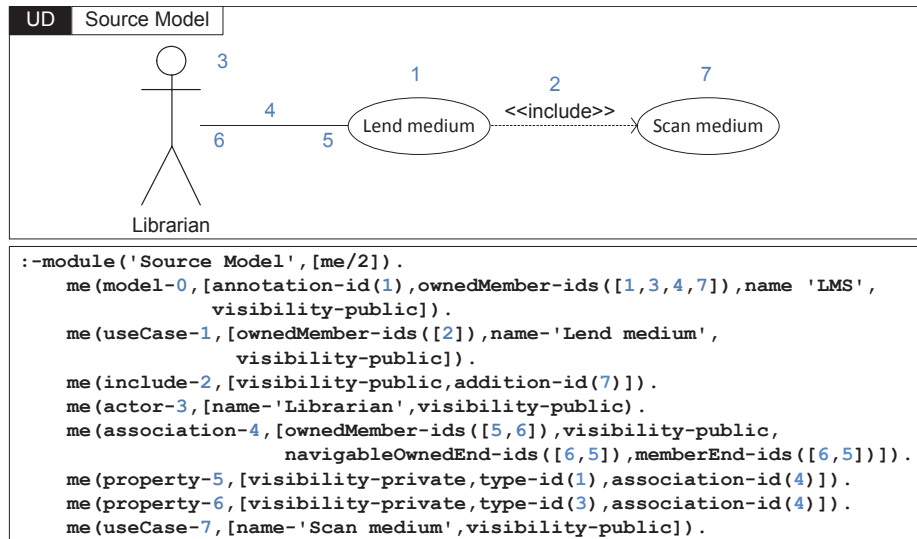 UD Source Model
3
1
2
7
4
<<include>>
Lend medium
Scan medium
6
5
Librarian
:-module('Source Model',[me/2]).
me(model-0,[annotation-id(1),ownedMember-ids([1,3,4,7]),name 'LMS',
visibility-public]).
me(useCase-1,[ownedMember-ids([2]),name-'Lend medium',
visibility-public]).
me(include-2,[visibility-public,addition-id(7)]).
me(actor-3,[name-'Librarian',visibility-public).
me(association-4,[ownedMember-ids([5,6]),visibility-public,
navigableOwnedEnd-ids([6,5]),memberEnd-ids([6,5])]).
me(property-5,[visibility-private,type-id(1),association-id(4)]).
me(property-6,[visibility-private,type-id(3),association-id(4)]).
me(useCase-7,[name-'Scan medium',visibility-public]).